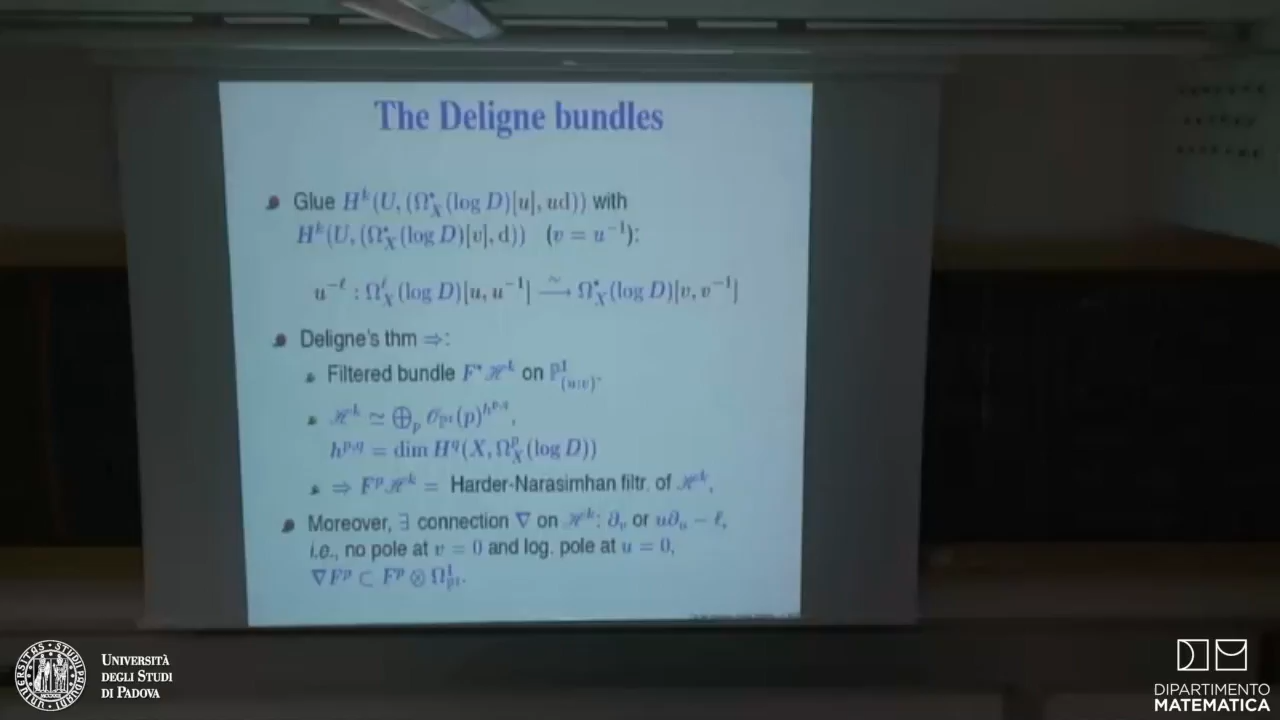 The Deligne bundles
Glue H^k(U, (Ω^•_X(log D)[u], ud)) with
H^k(U, (Ω^•_X(log D)[v], d)) (v = u^{-1}):
u^{-ℓ} : Ω^ℓ_X(log D)[u, u^{-1}] ⟶^∼ Ω^•_X(log D)[v, v^{-1}]
Deligne's thm ⇒:
Filtered bundle F^•ℋ^k on ℙ^1_{(u:v)}.
ℋ^k ≃ ⊕_p 𝒪_{ℙ^1}(p)^{h^{p,q}},
h^{p,q} = dim H^q(X, Ω^p_X(log D))
⇒ F^pℋ^k = Harder-Narasimhan filtr. of ℋ^k,
Moreover, ∃ connection ∇ on ℋ^k: ∂_v or u∂_u − ℓ,
i.e., no pole at v = 0 and log. pole at u = 0,
∇F^p ⊂ F^p ⊗ Ω^1_{ℙ^1}.
UNIVERSITÀ
DEGLI STUDI
DI PADOVA
DIPARTIMENTO
MATEMATICA